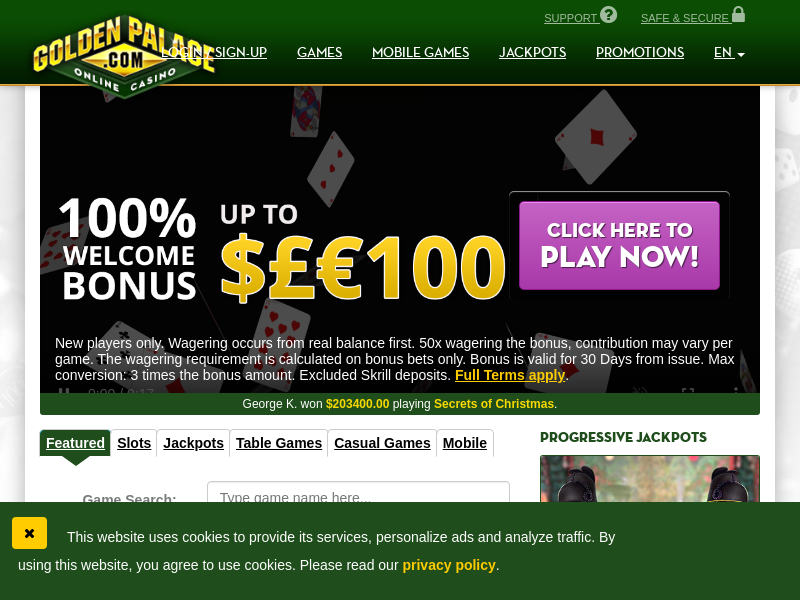 SUPPORT SAFE & SECURE
GOLDEN PALACE
.COM
ONLINE CASINO
LOGIN / SIGN-UP GAMES MOBILE GAMES JACKPOTS PROMOTIONS EN
100%
WELCOME
BONUS
UP TO
$££€100
CLICK HERE TO
PLAY NOW!
New players only. Wagering occurs from real balance first. 50x wagering the bonus, contribution may vary per
game. The wagering requirement is calculated on bonus bets only. Bonus is valid for 30 Days from issue. Max
conversion: 3 times the bonus amount. Excluded Skrill deposits. Full Terms apply.
0:00 / 0:17
George K. won $203400.00 playing Secrets of Christmas.
Featured Slots Jackpots Table Games Casual Games Mobile
PROGRESSIVE JACKPOTS
Game Search: Type game name here...
✖ This website uses cookies to provide its services, personalize ads and analyze traffic. By
using this website, you agree to use cookies. Please read our privacy policy.